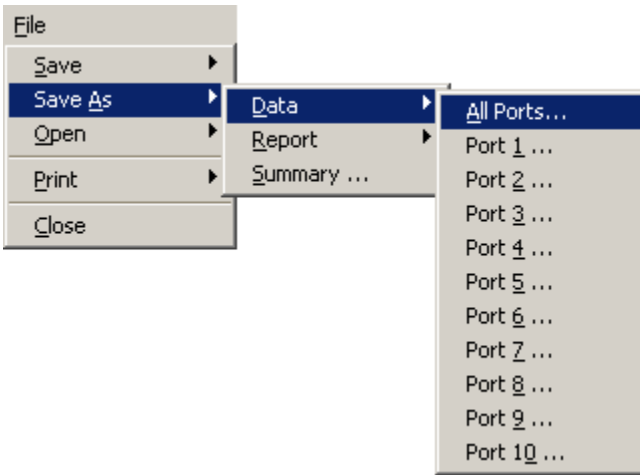 File
Save
Save As
Open
Print
Close
Data
Report
Summary ...
All Ports...
Port 1 ...
Port 2 ...
Port 3 ...
Port 4 ...
Port 5 ...
Port 6 ...
Port 7 ...
Port 8 ...
Port 9 ...
Port 10 ...